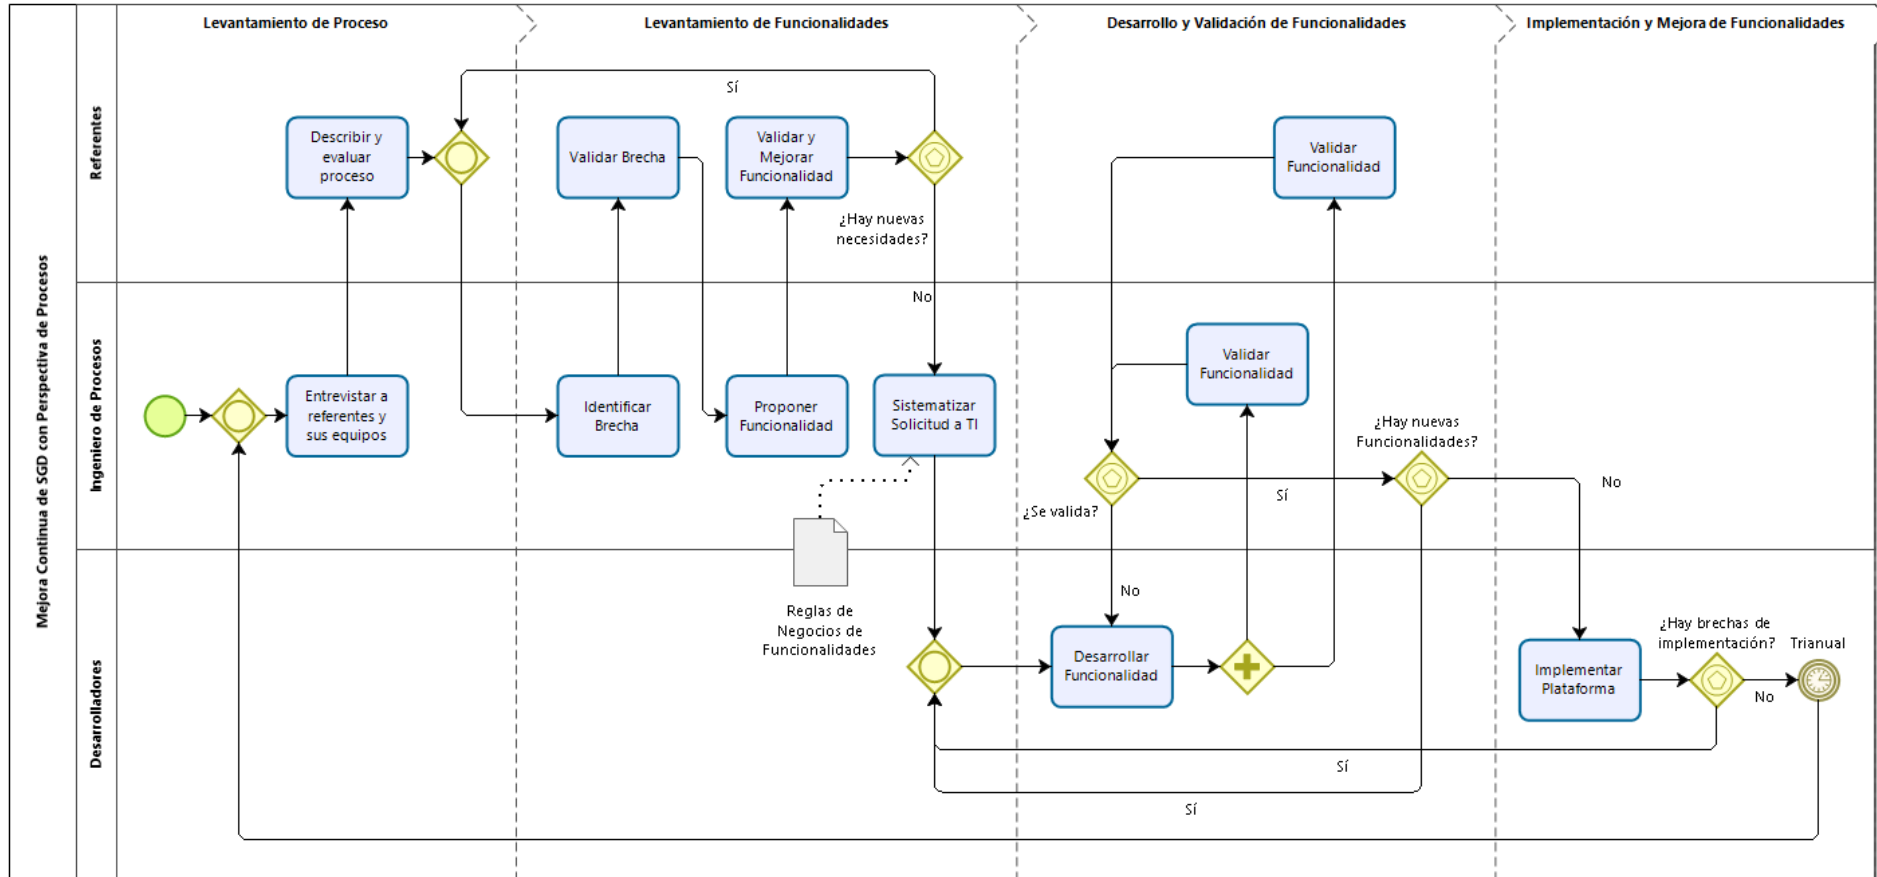 Levantamiento de Proceso
Levantamiento de Funcionalidades
Desarrollo y Validación de Funcionalidades
Implementación y Mejora de Funcionalidades
Mejora Continua de SGD con Perspectiva de Procesos
Referentes
Sí
Describir y
evaluar
proceso
Validar Brecha
Validar y
Mejorar
Funcionalidad
¿Hay nuevas
necesidades?
Validar
Funcionalidad
Ingeniero de Procesos
No
Entrevistar a
referentes y
sus equipos
Identificar
Brecha
Proponer
Funcionalidad
Sistematizar
Solicitud a TI
Validar
Funcionalidad
¿Hay nuevas
Funcionalidades?
¿Se valida?
Sí
No
Desarrolladores
Reglas de
Negocios de
Funcionalidades
No
Desarrollar
Funcionalidad
Implementar
Plataforma
¿Hay brechas de
implementación?
Trianual
No
Sí
Sí